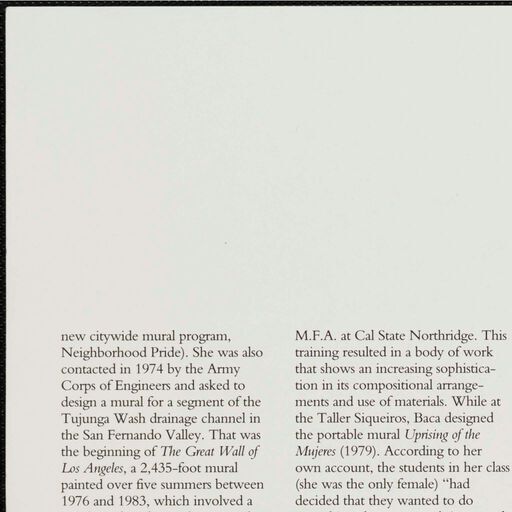 new citywide mural program,
Neighborhood Pride). She was also
contacted in 1974 by the Army
Corps of Engineers and asked to
design a mural for a segment of the
Tujunga Wash drainage channel in
the San Fernando Valley. That was
the beginning of The Great Wall of
Los Angeles, a 2,435-foot mural
painted over five summers between
1976 and 1983, which involved a
M.F.A. at Cal State Northridge. This
training resulted in a body of work
that shows an increasing sophistica-
tion in its compositional arrange-
ments and use of materials. While at
the Taller Siqueiros, Baca designed
the portable mural Uprising of the
Mujeres (1979). According to her
own account, the students in her class
(she was the only female) “had
decided that they wanted to do